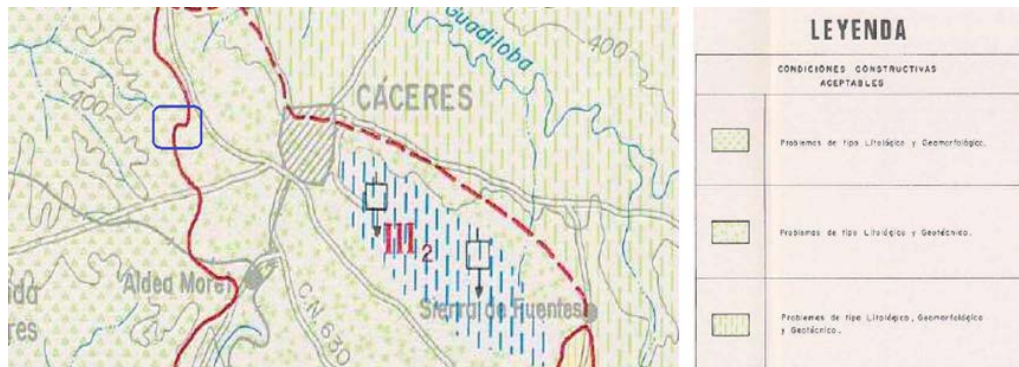 Guadiloba
400
CÁCERES
400
III2
Aldea Moret
Sierra de Fuentes
C.N. 630
res
LEYENDA
CONDICIONES CONSTRUCTIVAS
ACEPTABLES
Problemas de tipo Litológico y Geomorfológico.
Problemas de tipo Litológico y Geotécnico.
Problemas de tipo Litológico, Geomorfológico
y Geotécnico.